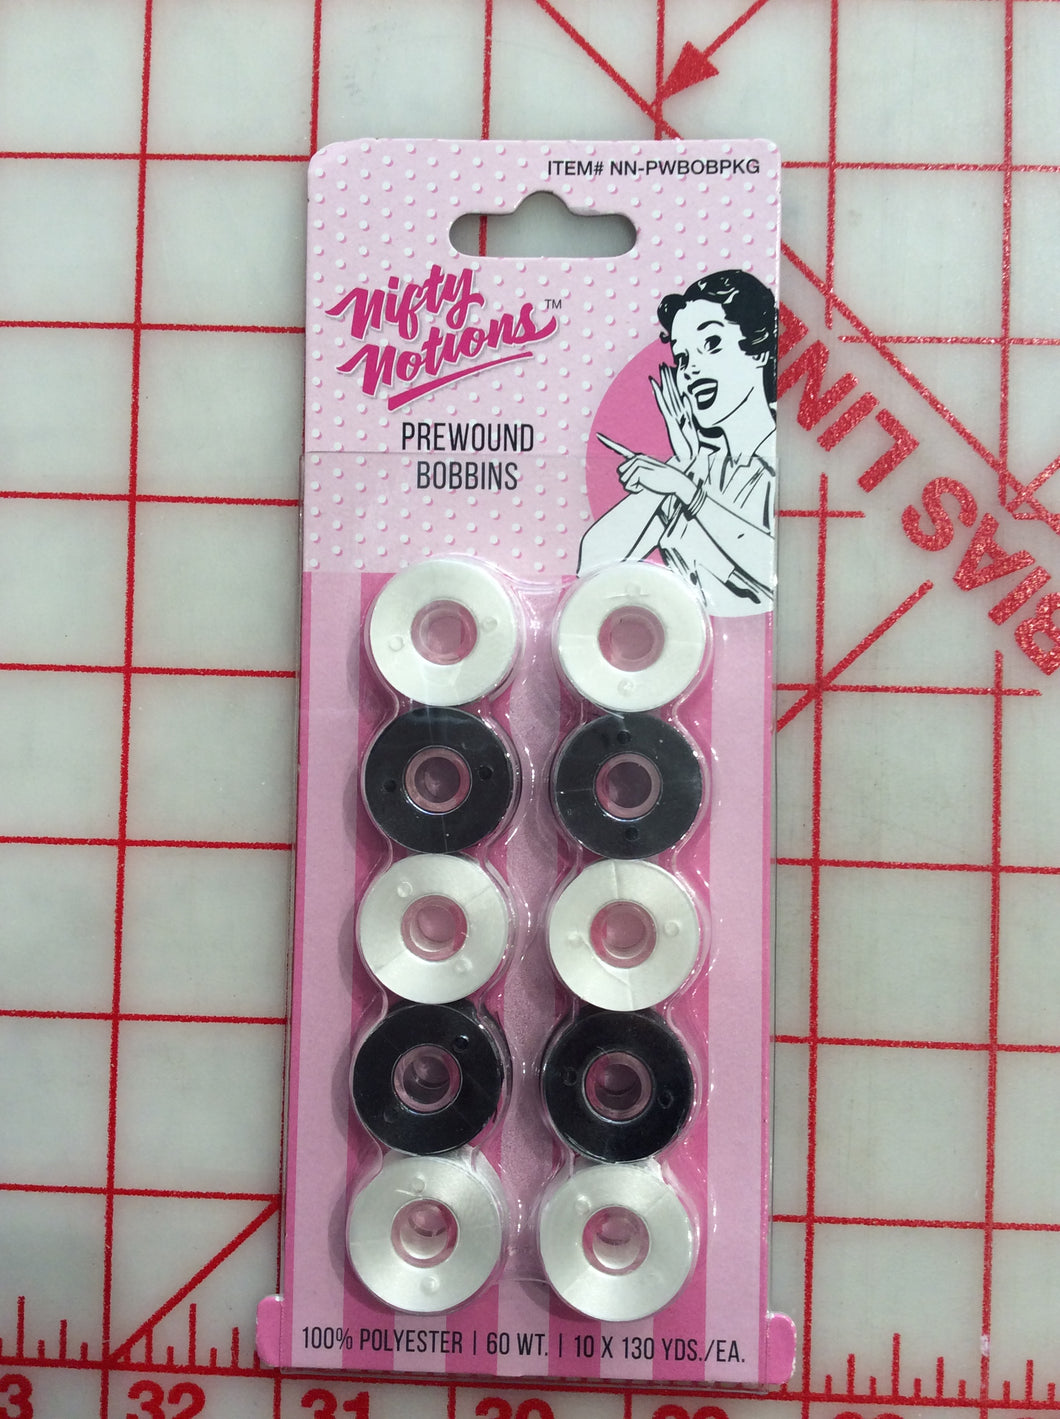 ITEM# NN-PWBOBPKG
Nifty
Notions™
PREWOUND
BOBBINS
BIAS LINE
100% POLYESTER | 60 WT. | 10 X 130 YDS./EA.
32
31
30